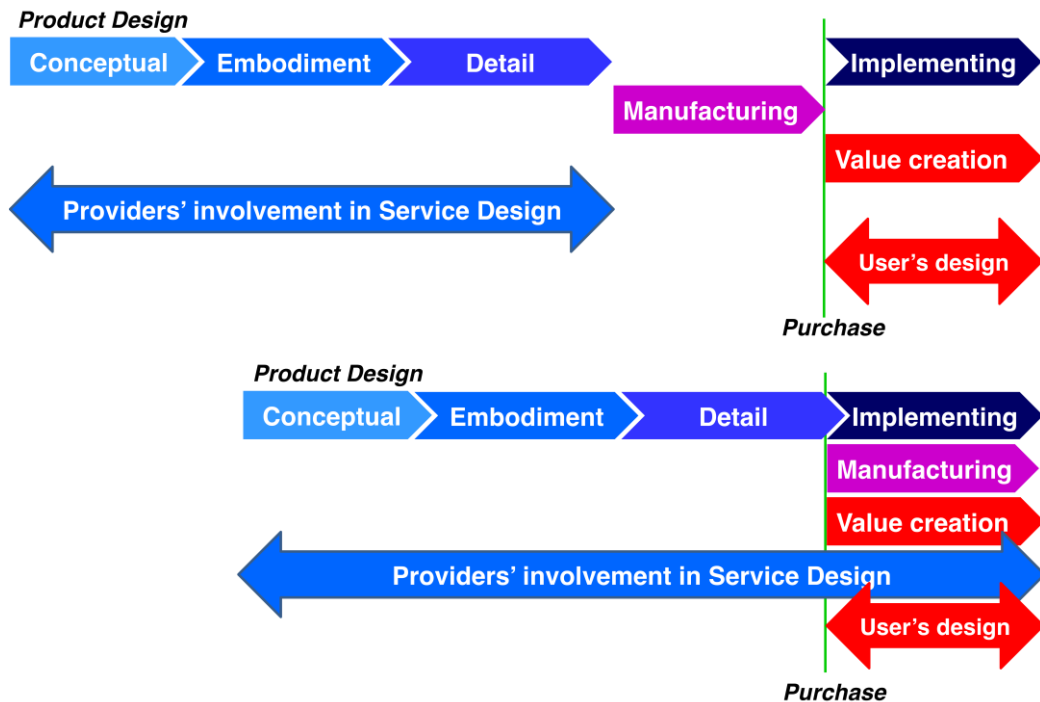 Product Design
Conceptual Embodiment Detail Implementing
Manufacturing
Value creation
Providers’ involvement in Service Design
User’s design
Purchase
Product Design
Conceptual Embodiment Detail Implementing
Manufacturing
Value creation
Providers’ involvement in Service Design
User’s design
Purchase